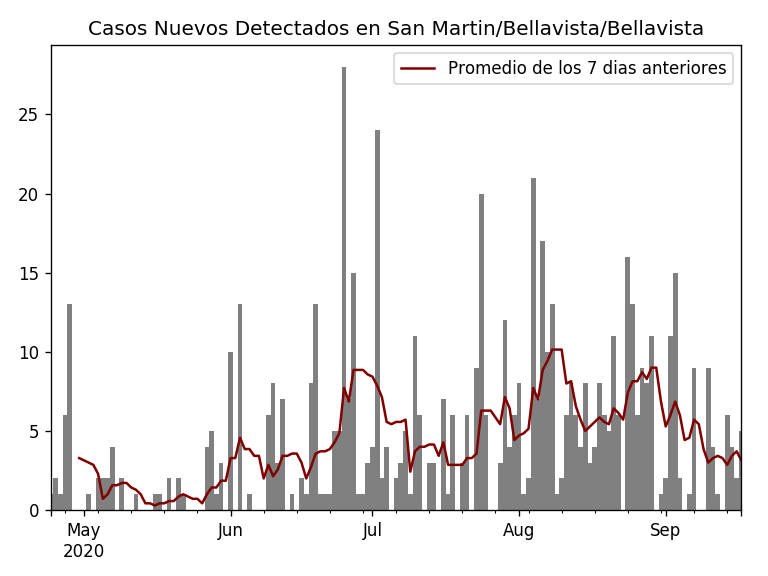 Casos Nuevos Detectados en San Martin/Bellavista/Bellavista
Promedio de los 7 dias anteriores
25
20
15
10
5
0
May Jun Jul Aug Sep
2020